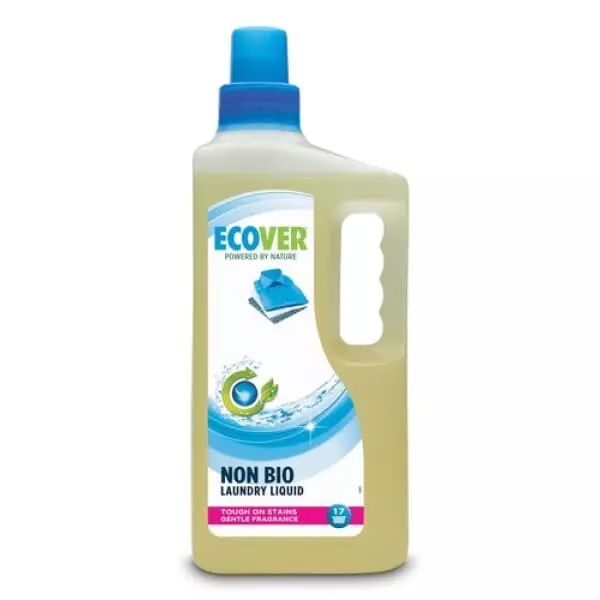 ECOVER
POWERED BY NATURE
NON BIO
LAUNDRY LIQUID
TOUGH ON STAINS
GENTLE FRAGRANCE
17